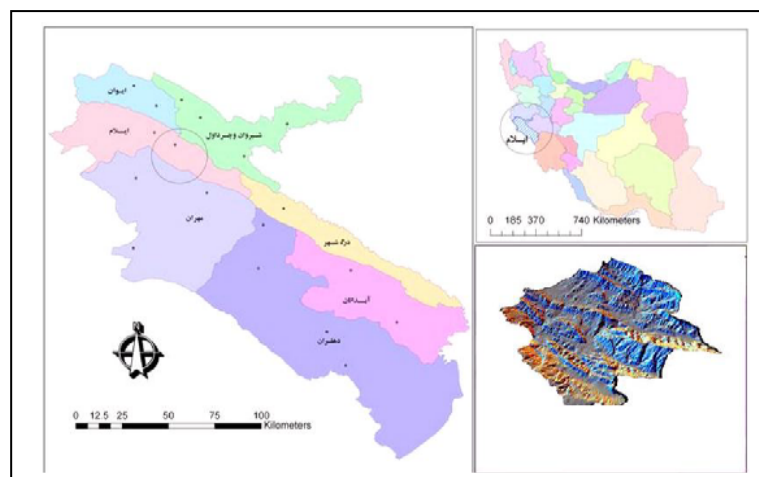 ایوان
شیروان و چرداول
ایلام
مهران
دره شهر
آبدانان
دهلران
0 12.5 25 50 75 100
Kilometers
ایلام
0 185 370 740 Kilometers